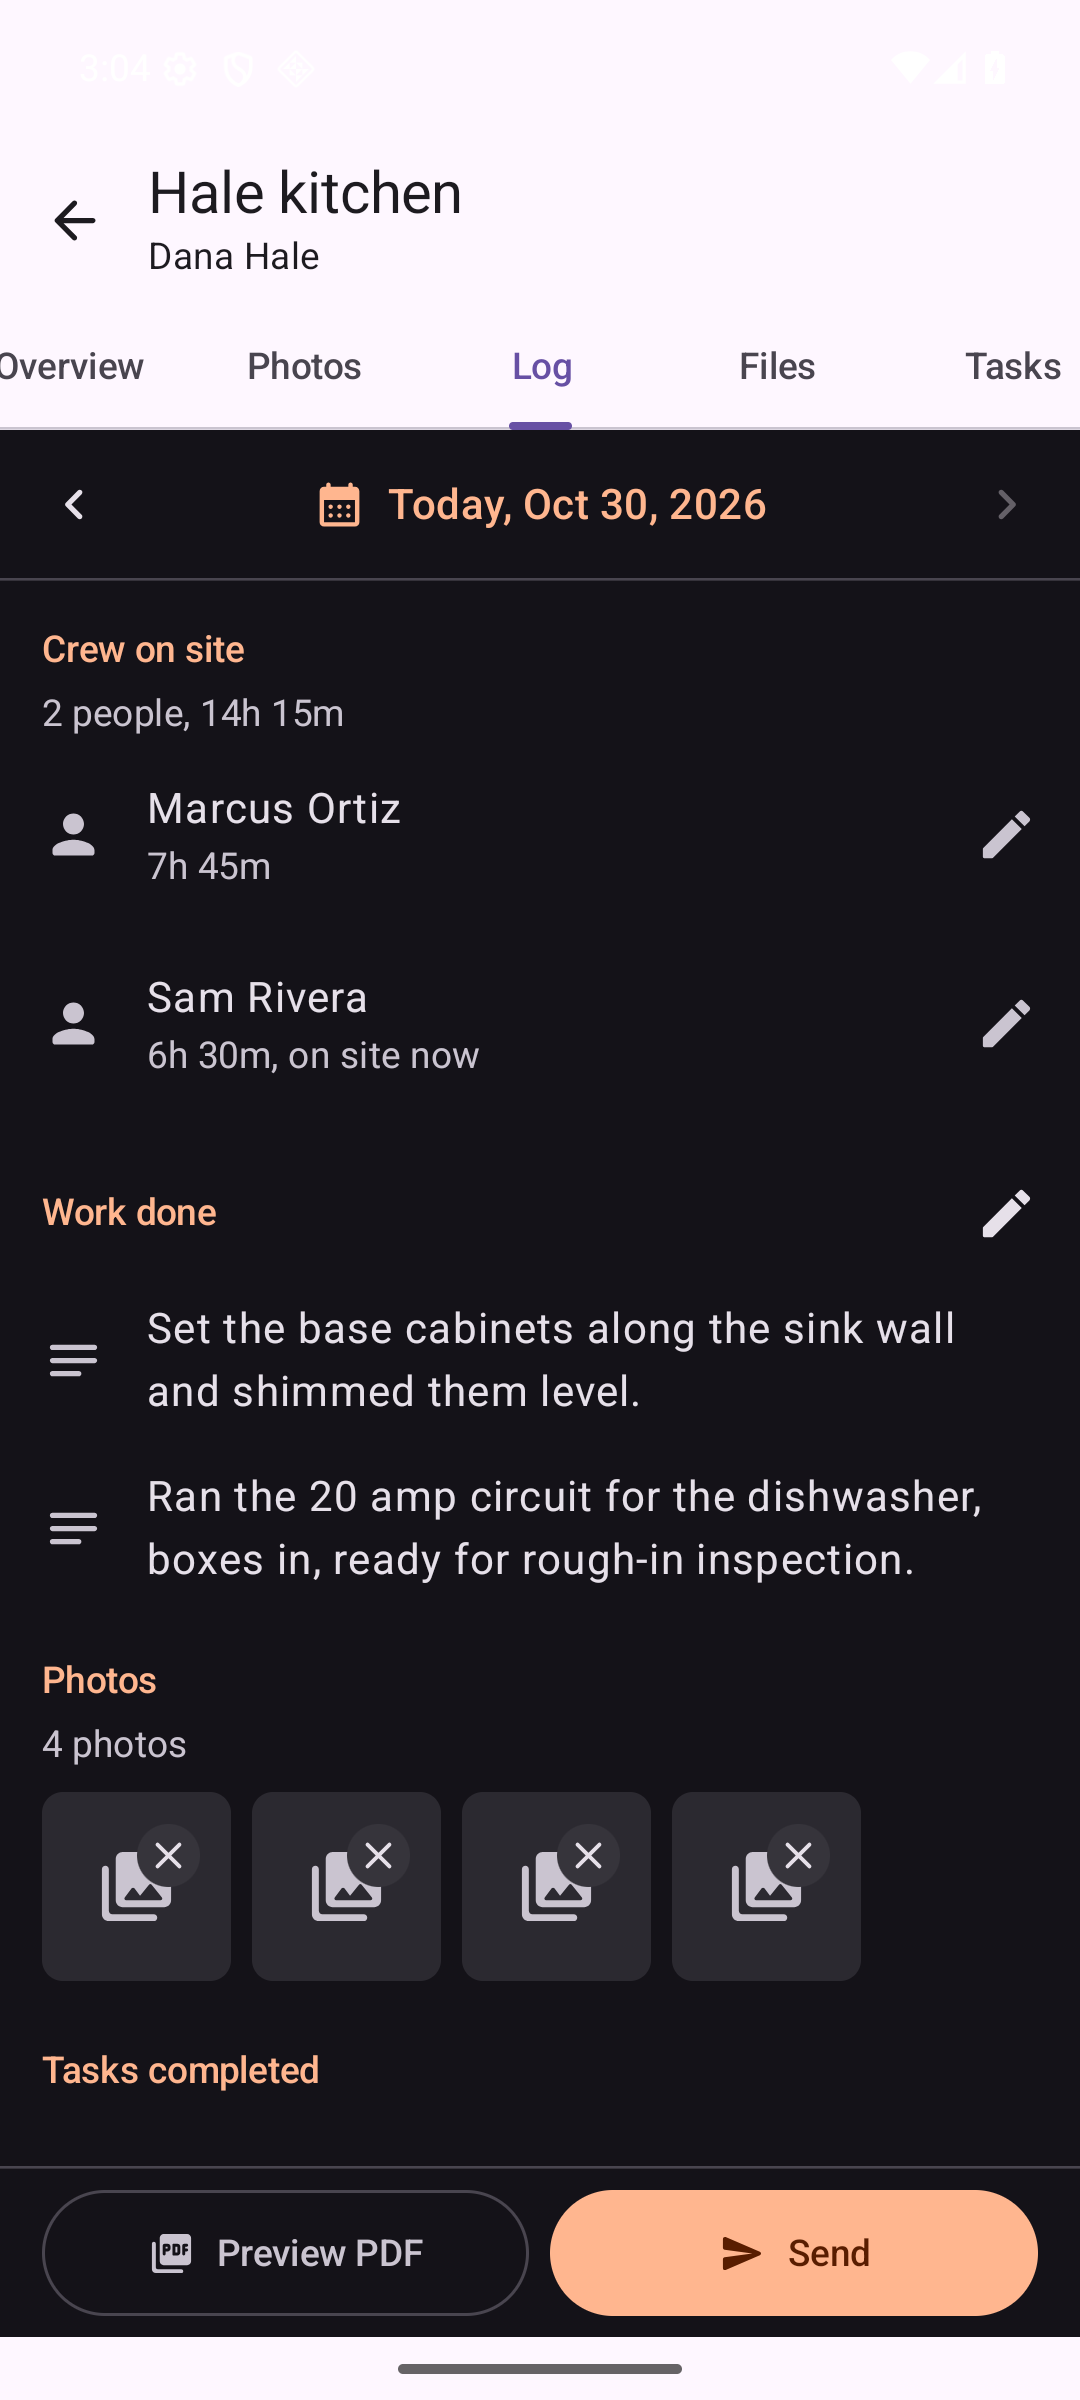 3:04
Hale kitchen
Dana Hale
Overview Photos Log Files Tasks
Today, Oct 30, 2026
Crew on site
2 people, 14h 15m
Marcus Ortiz
7h 45m
Sam Rivera
6h 30m, on site now
Work done
Set the base cabinets along the sink wall
and shimmed them level.
Ran the 20 amp circuit for the dishwasher,
boxes in, ready for rough-in inspection.
Photos
4 photos
Tasks completed
PDF Preview PDF
Send